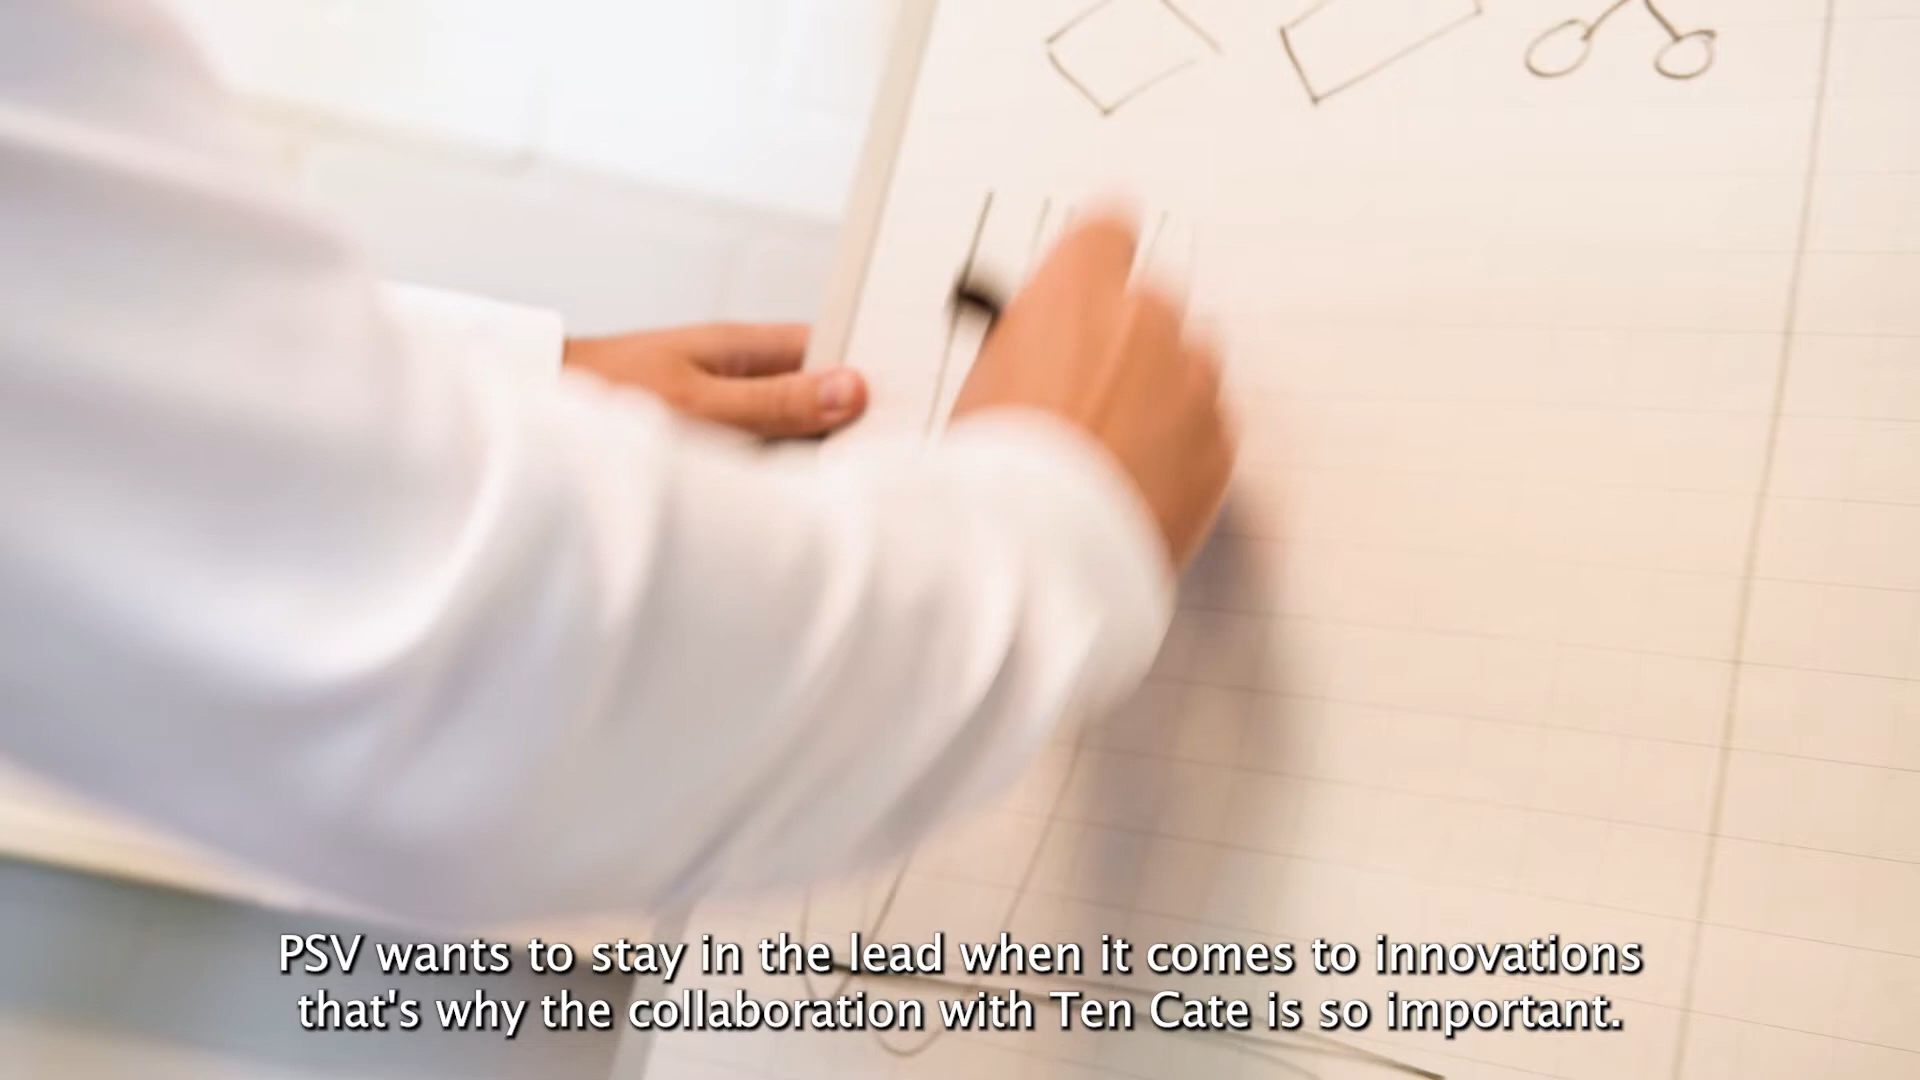 PSV wants to stay in the lead when it comes to innovations
that's why the collaboration with Ten Cate is so important.